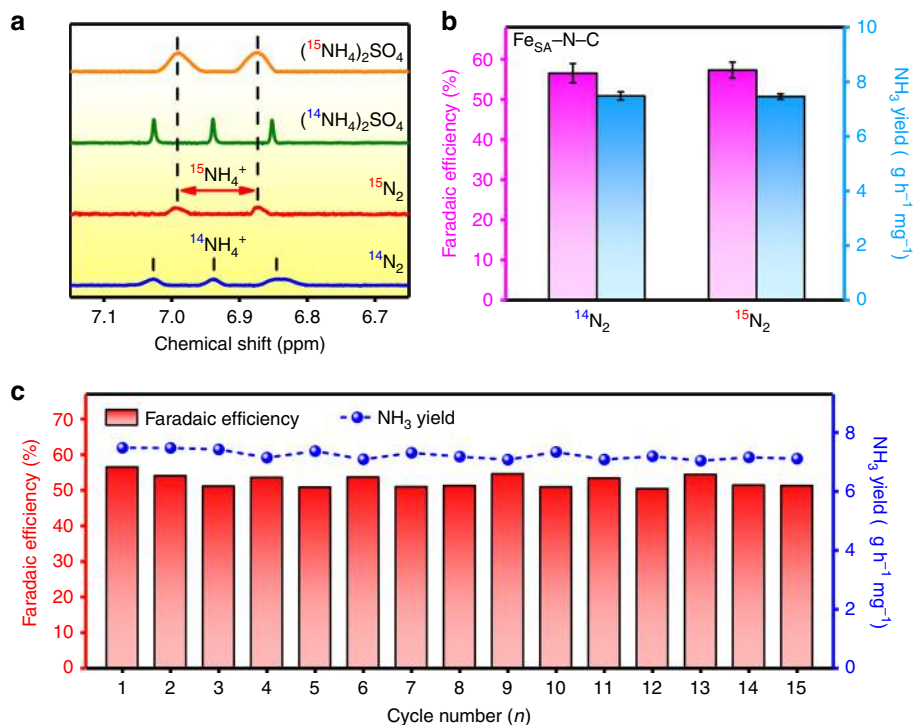 a
(¹⁵NH₄)₂SO₄
(¹⁴NH₄)₂SO₄
¹⁵NH₄⁺
¹⁵N₂
¹⁴NH₄⁺
¹⁴N₂
7.1 7.0 6.9 6.8 6.7
Chemical shift (ppm)
b
Fe_SA–N–C
Faradaic efficiency (%)
60
50
40
30
20
10
0
10
8
6
4
2
0
NH₃ yield ( g h⁻¹ mg⁻¹)
¹⁴N₂ ¹⁵N₂
c
Faradaic efficiency NH₃ yield
Faradaic efficiency (%)
70
60
50
40
30
20
10
0
8
6
4
2
0
NH₃ yield ( g h⁻¹ mg⁻¹)
1 2 3 4 5 6 7 8 9 10 11 12 13 14 15
Cycle number (n)